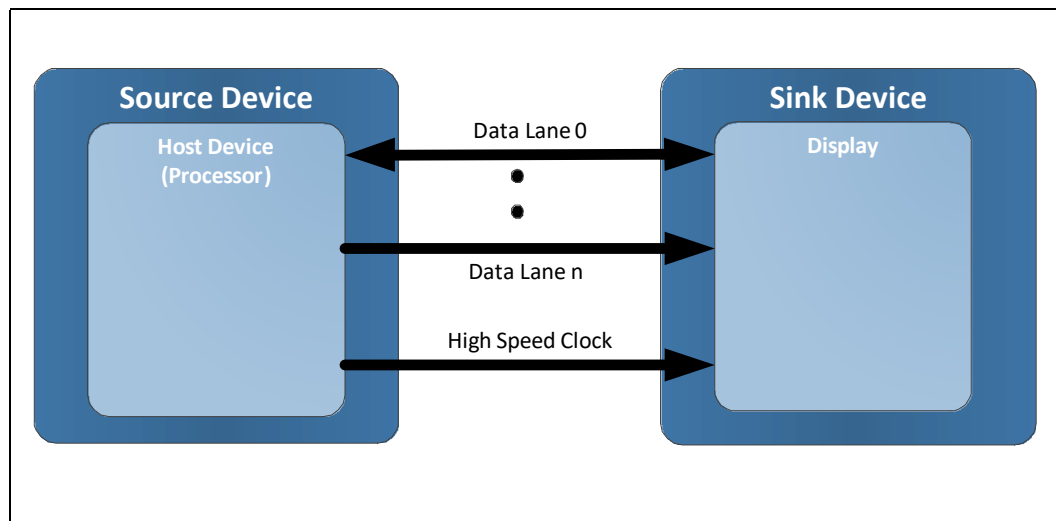 Source Device
Host Device
(Processor)
Data Lane 0
Data Lane n
High Speed Clock
Sink Device
Display